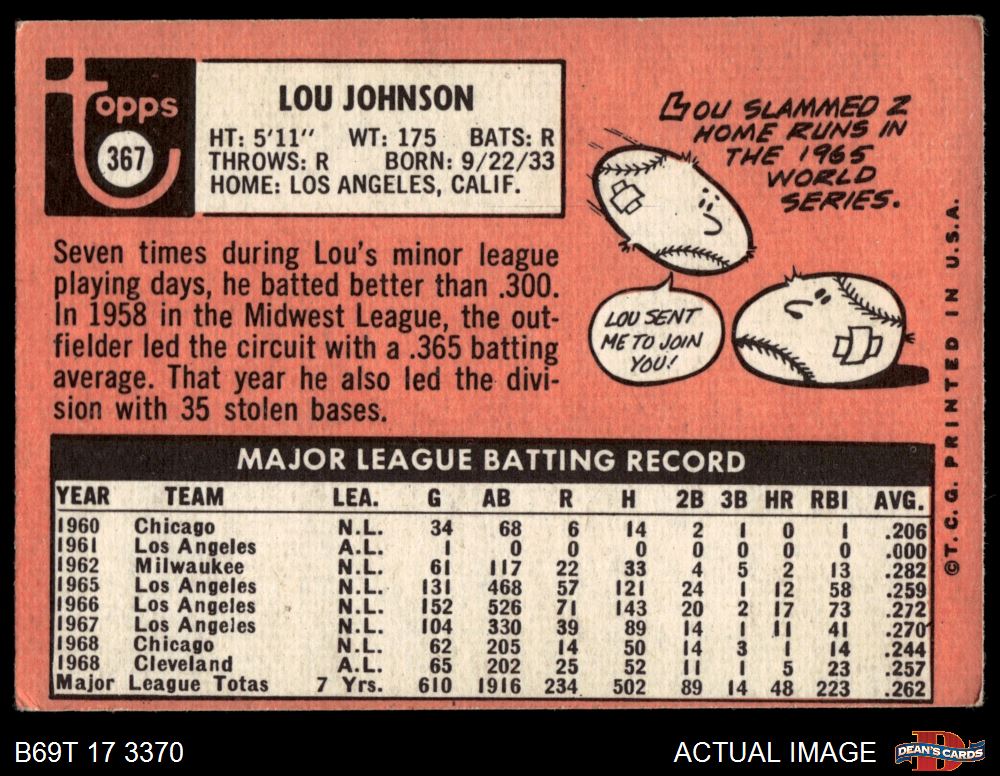 topps
367
LOU JOHNSON
HT: 5'11" WT: 175 BATS: R
THROWS: R BORN: 9/22/33
HOME: LOS ANGELES, CALIF.
LOU SLAMMED 2
HOME RUNS IN
THE 1965
WORLD
SERIES.
LOU SENT
ME TO JOIN
YOU!
Seven times during Lou's minor league
playing days, he batted better than .300.
In 1958 in the Midwest League, the out-
fielder led the circuit with a .365 batting
average. That year he also led the divi-
sion with 35 stolen bases.
©T.C.G. PRINTED IN U.S.A.
MAJOR LEAGUE BATTING RECORD
YEAR TEAM LEA. G AB R H 2B 3B HR RBI AVG.
1960 Chicago N.L. 34 68 6 14 2 1 0 1 .206
1961 Los Angeles A.L. 1 0 0 0 0 0 0 0 .000
1962 Milwaukee N.L. 61 117 22 33 4 5 2 13 .282
1965 Los Angeles N.L. 131 468 57 121 24 1 12 58 .259
1966 Los Angeles N.L. 152 526 71 143 20 2 17 73 .272
1967 Los Angeles N.L. 104 330 39 89 14 1 11 41 .270
1968 Chicago N.L. 62 205 14 50 14 3 1 14 .244
1968 Cleveland A.L. 65 202 25 52 11 1 5 23 .257
Major League Totas 7 Yrs. 610 1916 234 502 89 14 48 223 .262
B69T 17 3370
ACTUAL IMAGE
DEAN'S CARDS